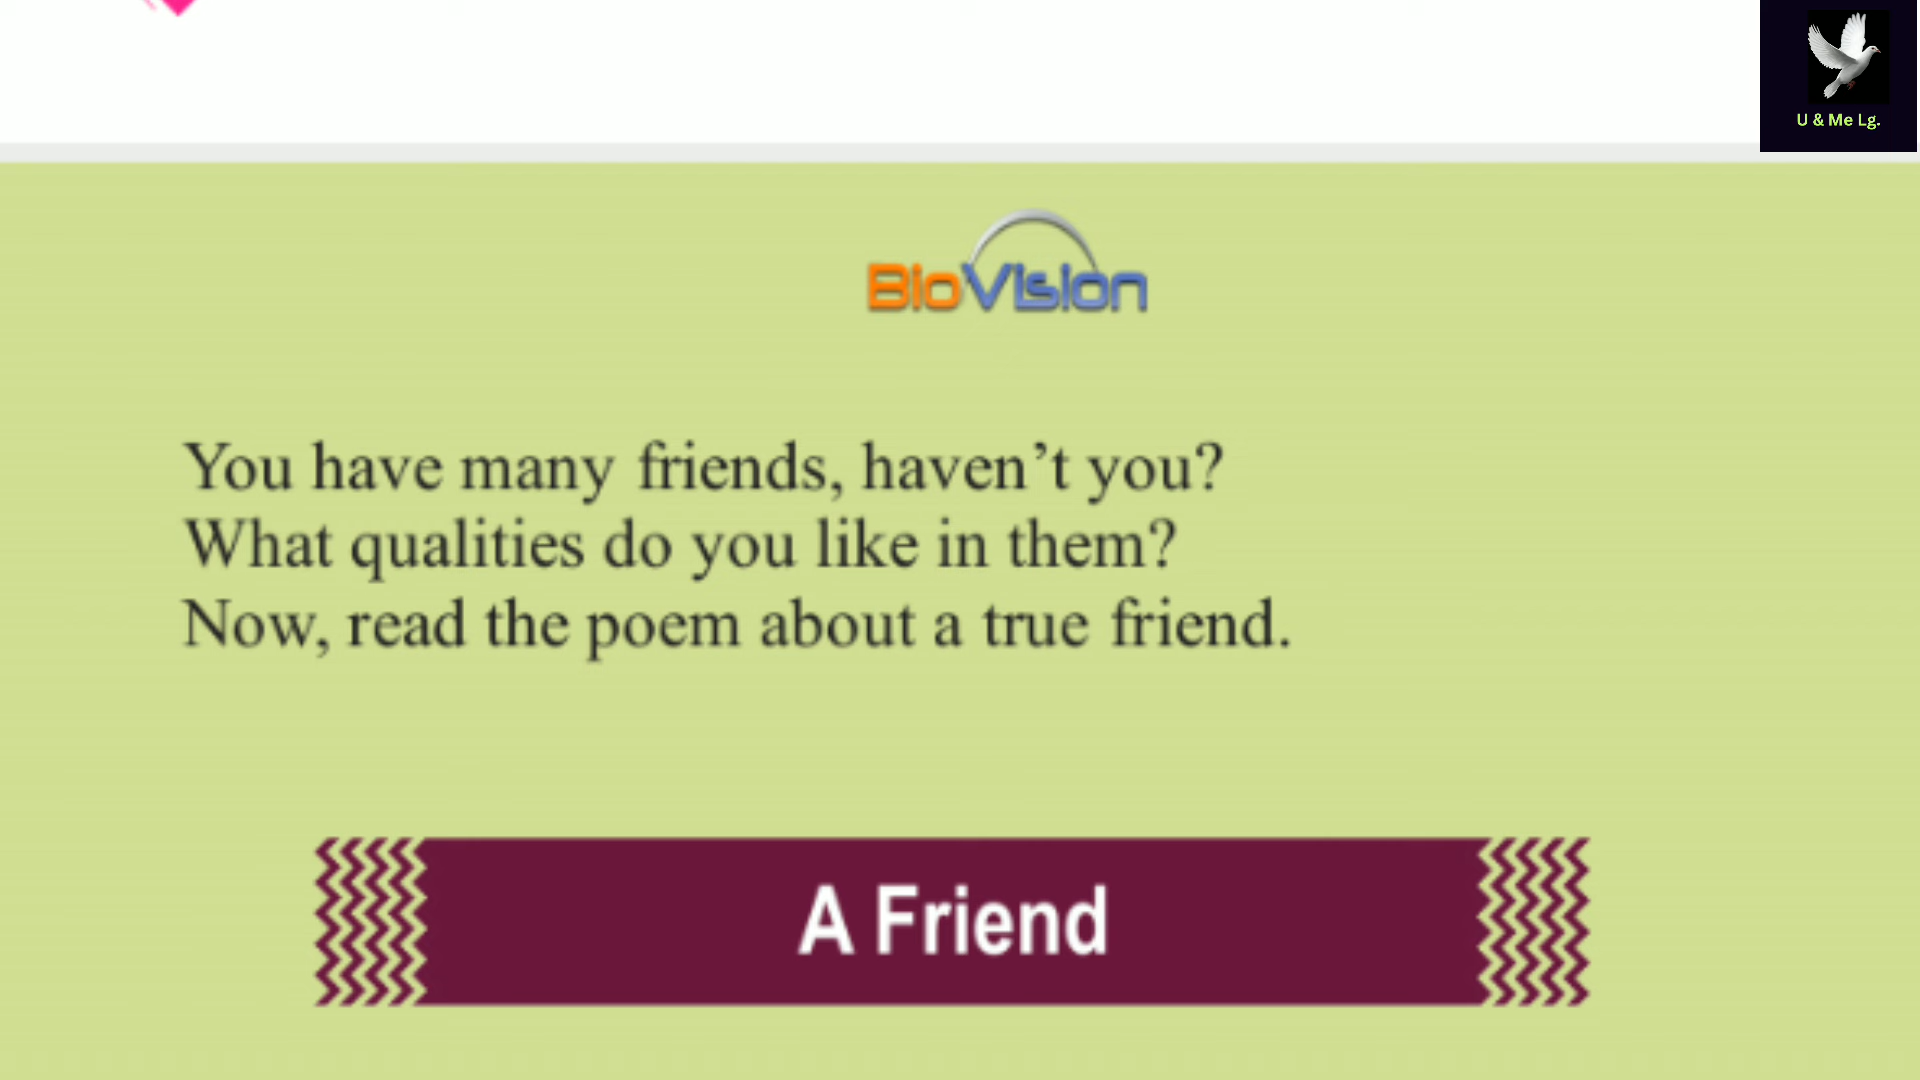 U & Me Lg.
BioVision
You have many friends, haven’t you?
What qualities do you like in them?
Now, read the poem about a true friend.
A Friend